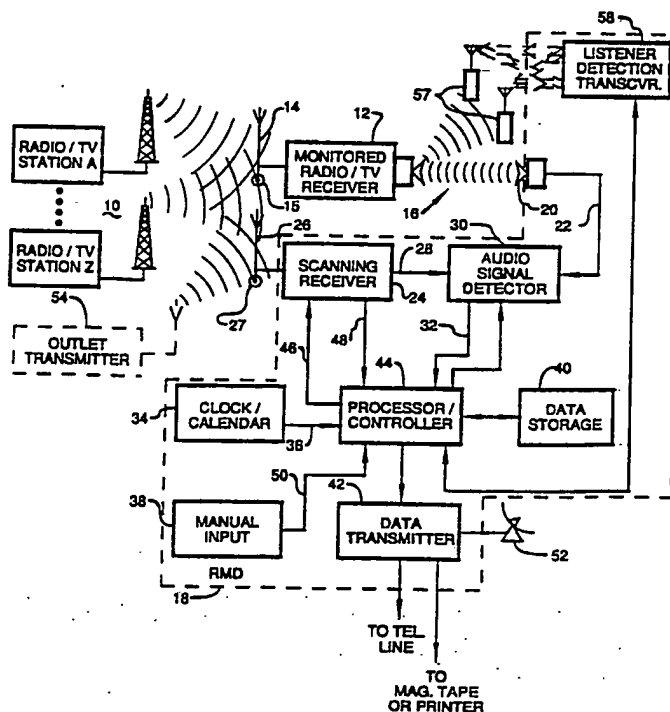 58
LISTENER
DETECTION
TRANSCVR.
57
14
12
RADIO / TV
STATION A
MONITORED
RADIO / TV
RECEIVER
15
16
20
10
26
30
22
RADIO / TV
STATION Z
28
SCANNING
RECEIVER
AUDIO
SIGNAL
DETECTOR
54
27
24
OUTLET
TRANSMITTER
46
48
32
44
40
34
CLOCK /
CALENDAR
36
PROCESSOR /
CONTROLLER
DATA
STORAGE
50
42
38
MANUAL
INPUT
DATA
TRANSMITTER
52
RMD
18
TO TEL.
LINE
TO
MAG. TAPE
OR PRINTER